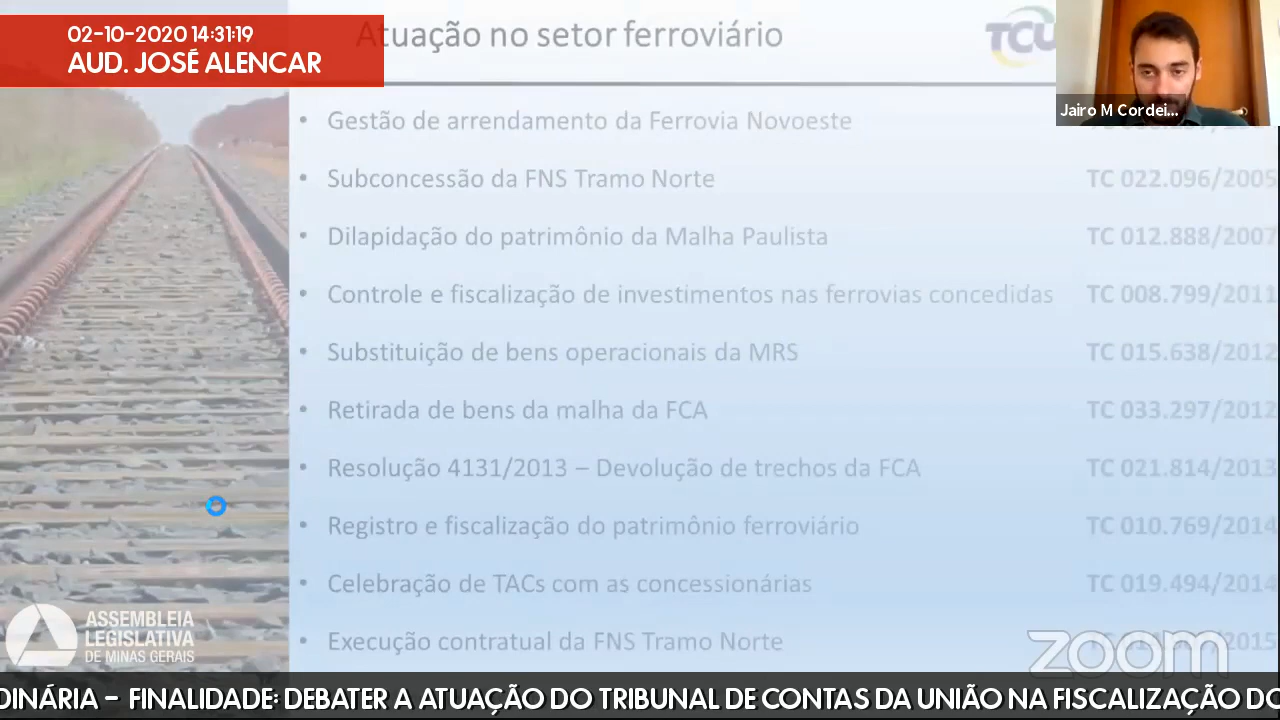 02-10-2020 14:31:19
AUD. JOSÉ ALENCAR
Atuação no setor ferroviário
TCU
Jairo M Cordei...
• Gestão de arrendamento da Ferrovia Novoeste
• Subconcessão da FNS Tramo Norte TC 022.096/2005
• Dilapidação do patrimônio da Malha Paulista TC 012.888/2007
• Controle e fiscalização de investimentos nas ferrovias concedidas TC 008.799/2011
• Substituição de bens operacionais da MRS TC 015.638/2012
• Retirada de bens da malha da FCA TC 033.297/2012
• Resolução 4131/2013 – Devolução de trechos da FCA TC 021.814/2013
• Registro e fiscalização do patrimônio ferroviário TC 010.769/2014
• Celebração de TACs com as concessionárias TC 019.494/2014
• Execução contratual da FNS Tramo Norte
zoom
ASSEMBLEIA
LEGISLATIVA
DE MINAS GERAIS
DINÁRIA – FINALIDADE: DEBATER A ATUAÇÃO DO TRIBUNAL DE CONTAS DA UNIÃO NA FISCALIZAÇÃO DO